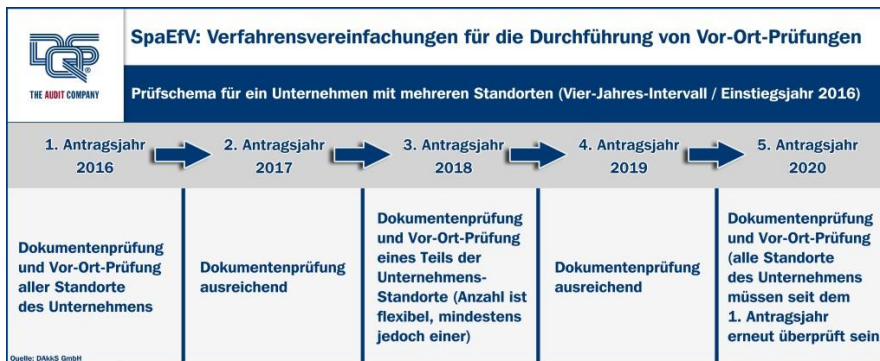 DQS
®
THE AUDIT COMPANY
SpaEfV: Verfahrensvereinfachungen für die Durchführung von Vor-Ort-Prüfungen
Prüfschema für ein Unternehmen mit mehreren Standorten (Vier-Jahres-Intervall / Einstiegsjahr 2016)
1. Antragsjahr
2016
2. Antragsjahr
2017
3. Antragsjahr
2018
4. Antragsjahr
2019
5. Antragsjahr
2020
Dokumentenprüfung
und Vor-Ort-Prüfung
aller Standorte
des Unternehmens
Dokumentenprüfung
ausreichend
Dokumentenprüfung
und Vor-Ort-Prüfung
eines Teils der
Unternehmens-
Standorte (Anzahl ist
flexibel, mindestens
jedoch einer)
Dokumentenprüfung
ausreichend
Dokumentenprüfung
und Vor-Ort-Prüfung
(alle Standorte
des Unternehmens
müssen seit dem
1. Antragsjahr
erneut überprüft sein
Quelle: DAkkS GmbH